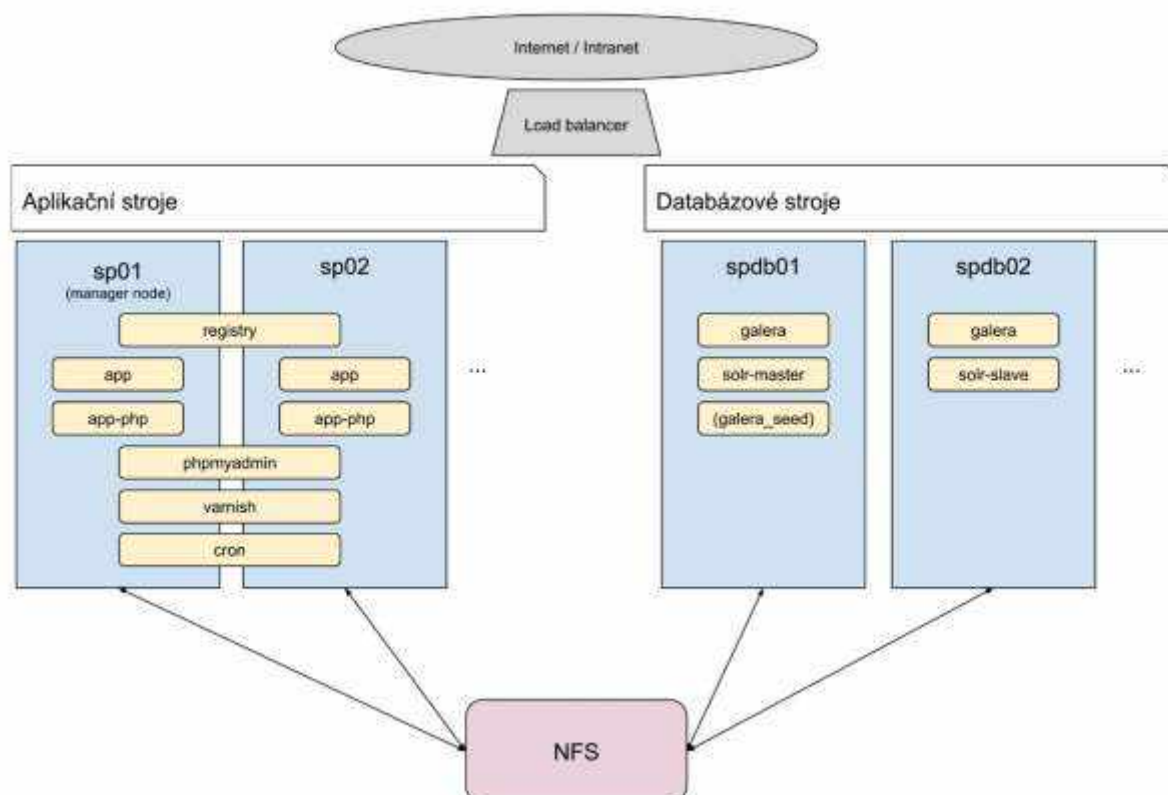 Internet / Intranet
Load balancer
Aplikační stroje
Databázové stroje
sp01
(manager node)
sp02
spdb01
spdb02
registry
galera
galera
app
app
...
solr-master
solr-slave
...
app-php
app-php
(galera_seed)
phpmyadmin
varnish
cron
NFS